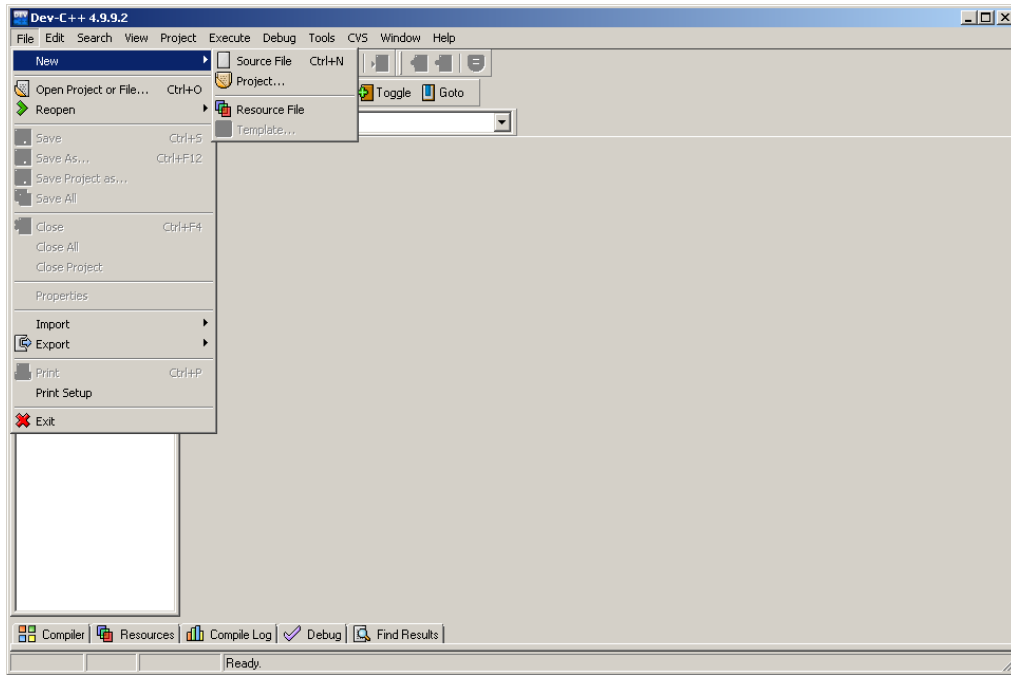 Dev-C++ 4.9.9.2
File Edit Search View Project Execute Debug Tools CVS Window Help
New
Source File Ctrl+N
Project...
Resource File
Template...
Toggle Goto
Open Project or File... Ctrl+O
Reopen
Save Ctrl+S
Save As... Ctrl+F12
Save Project as...
Save All
Close Ctrl+F4
Close All
Close Project
Properties
Import
Export
Print Ctrl+P
Print Setup
Exit
Compiler Resources Compile Log Debug Find Results
Ready.